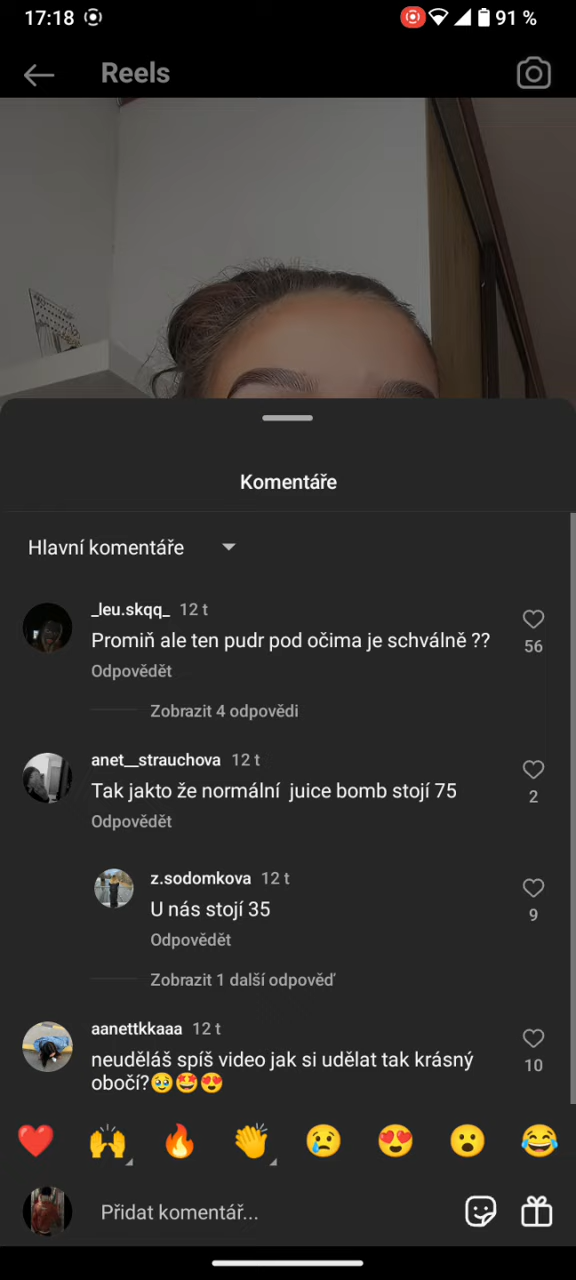 17:18 91 %
Reels
Komentáře
Hlavní komentáře
_leu.skqq_ 12 t
Promiň ale ten pudr pod očima je schválně ??
56
Odpovědět
Zobrazit 4 odpovědi
anet__strauchova 12 t
Tak jakto že normální juice bomb stojí 75
2
Odpovědět
z.sodomkova 12 t
U nás stojí 35
9
Odpovědět
Zobrazit 1 další odpověď
aanettkkaaa 12 t
neuděláš spíš video jak si udělat tak krásný
10
obočí?🥹🤩😍
Přidat komentář...